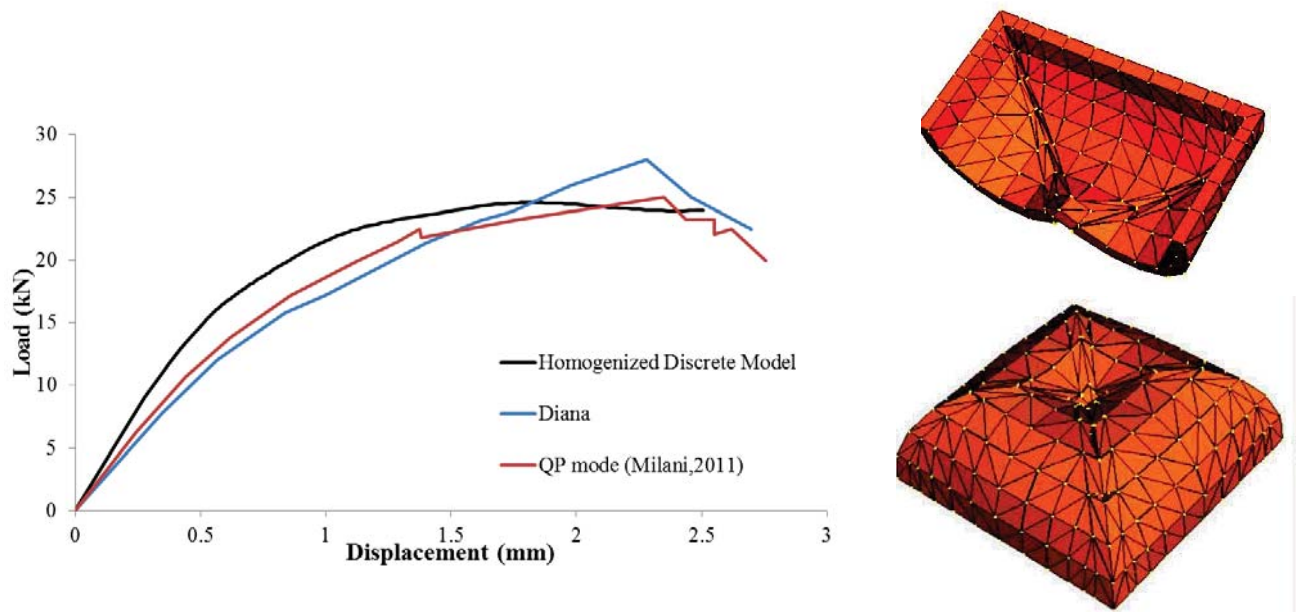 30
25
20
15
10
5
0
Load (kN)
Homogenized Discrete Model
Diana
QP mode (Milani,2011)
0
0.5
1
1.5
2
2.5
3
Displacement (mm)